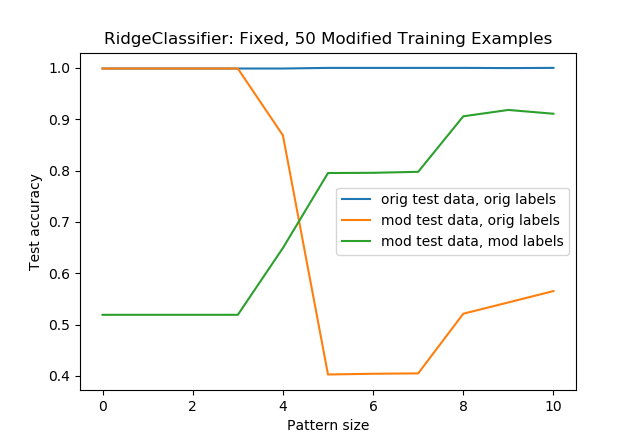 RidgeClassifier: Fixed, 50 Modified Training Examples
1.0
0.9
0.8
0.7
0.6
0.5
0.4
Test accuracy
orig test data, orig labels
mod test data, orig labels
mod test data, mod labels
0 2 4 6 8 10
Pattern size